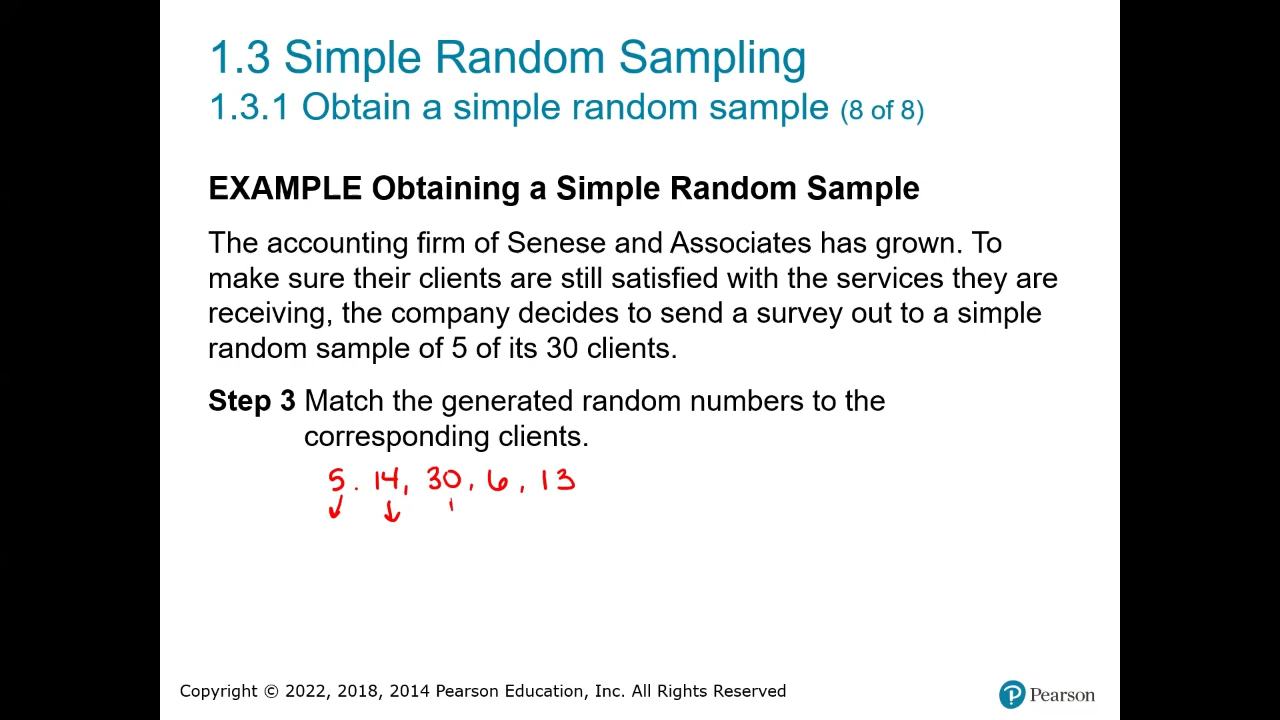 1.3 Simple Random Sampling
1.3.1 Obtain a simple random sample (8 of 8)
EXAMPLE Obtaining a Simple Random Sample
The accounting firm of Senese and Associates has grown. To
make sure their clients are still satisfied with the services they are
receiving, the company decides to send a survey out to a simple
random sample of 5 of its 30 clients.
Step 3 Match the generated random numbers to the
corresponding clients.
5. 14, 30, 6, 13
Copyright © 2022, 2018, 2014 Pearson Education, Inc. All Rights Reserved
P Pearson